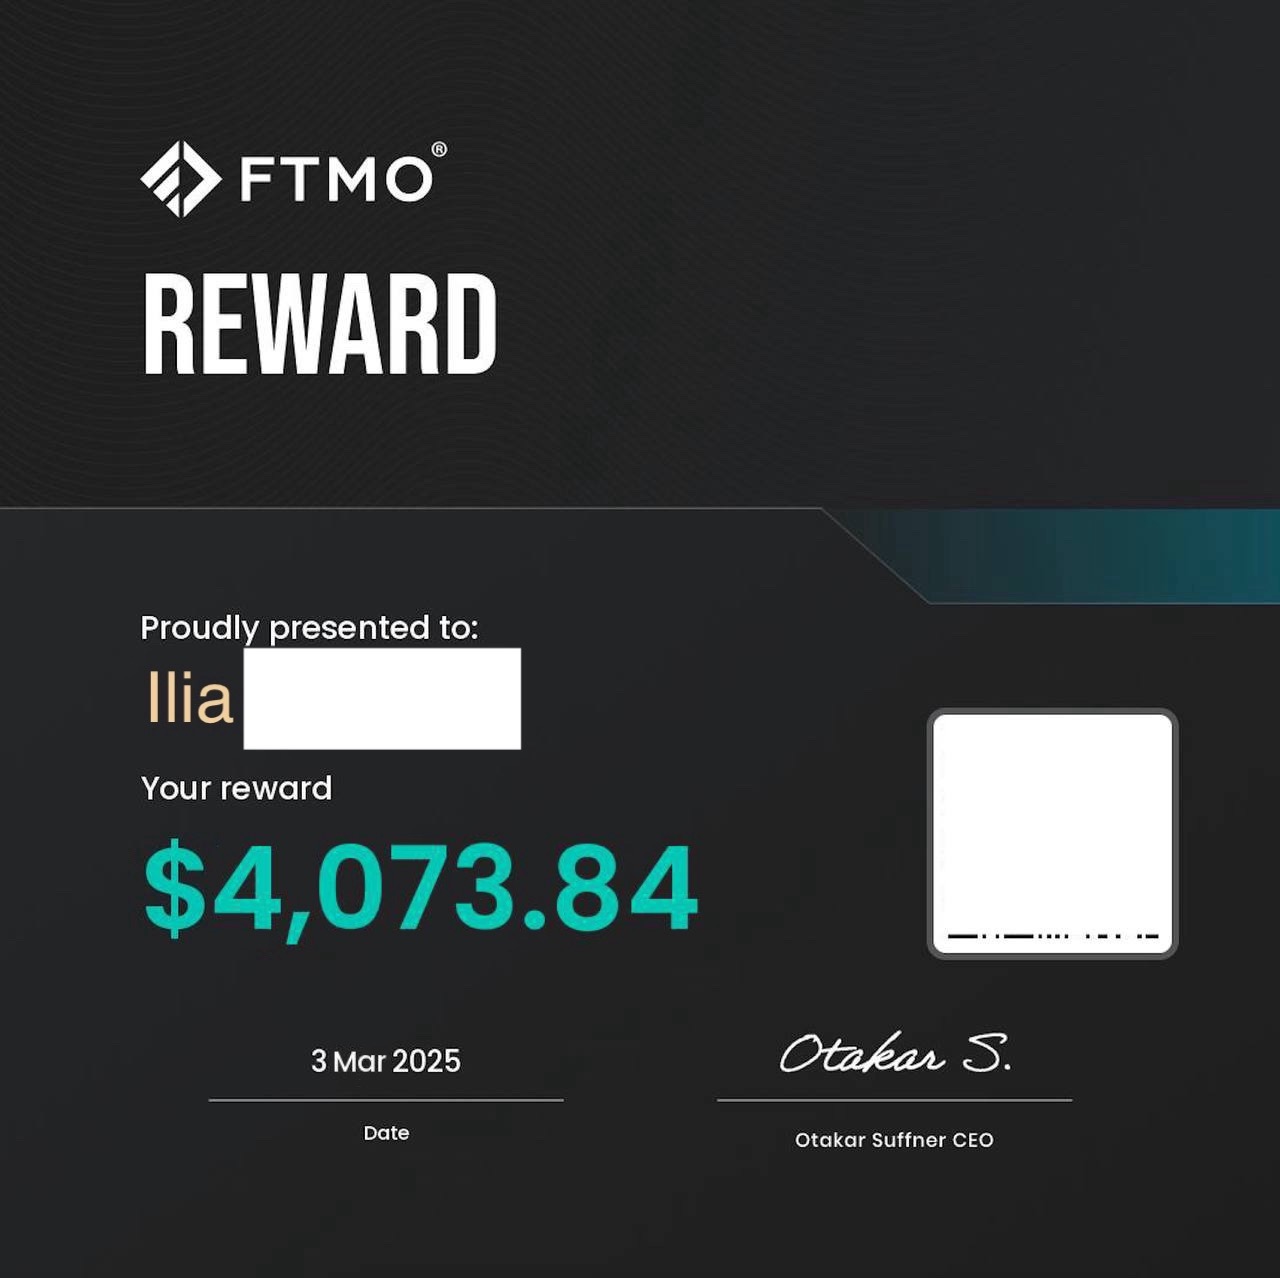 FTMO®
REWARD
Proudly presented to:
Ilia
Your reward
$4,073.84
3 Mar 2025
Date
Otakar S.
Otakar Suffner CEO